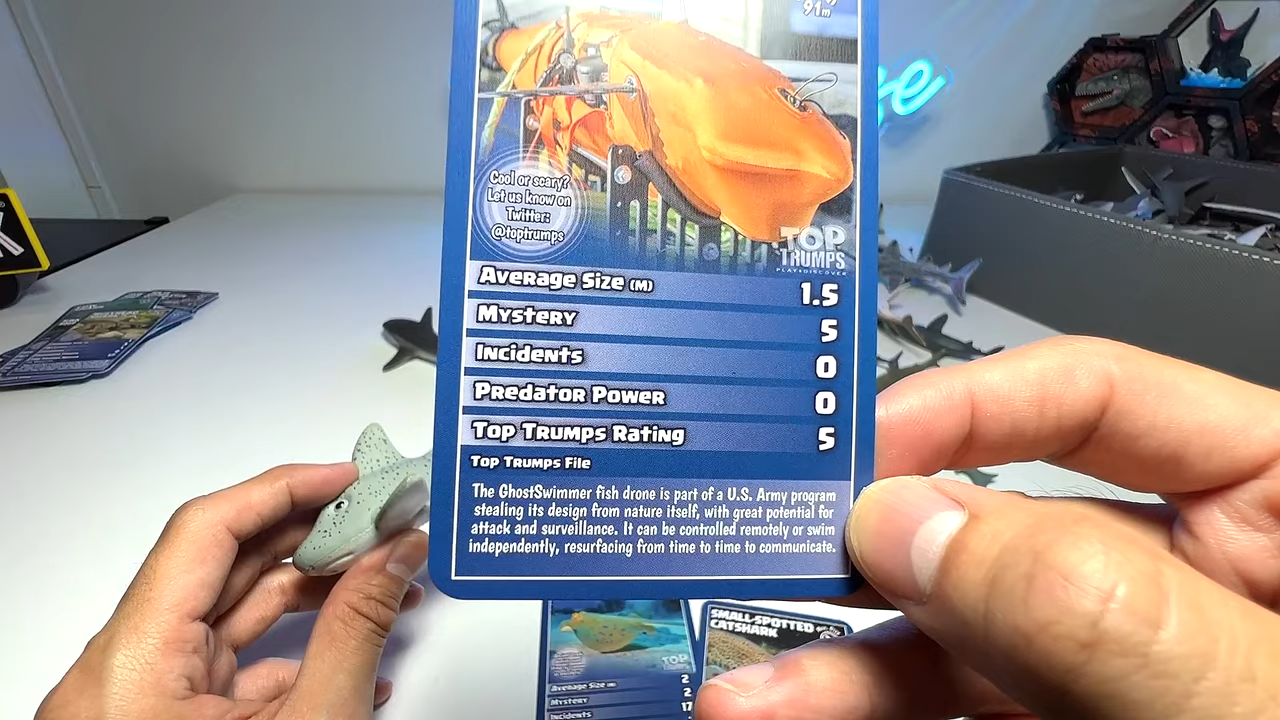 91m
Cool or scary?
Let us know on
Twitter:
@toptrumps
TOP
TRUMPS
PLAY+DISCOVER
Average Size (M) 1.5
Mystery 5
Incidents 0
Predator Power 0
Top Trumps Rating 5
Top Trumps File
The GhostSwimmer fish drone is part of a U.S. Army program
stealing its design from nature itself, with great potential for
attack and surveillance. It can be controlled remotely or swim
independently, resurfacing from time to time to communicate.
TOP
Average Size (M) 2
Mystery 2
Incidents 17
SMALL-SPOTTED
CATSHARK